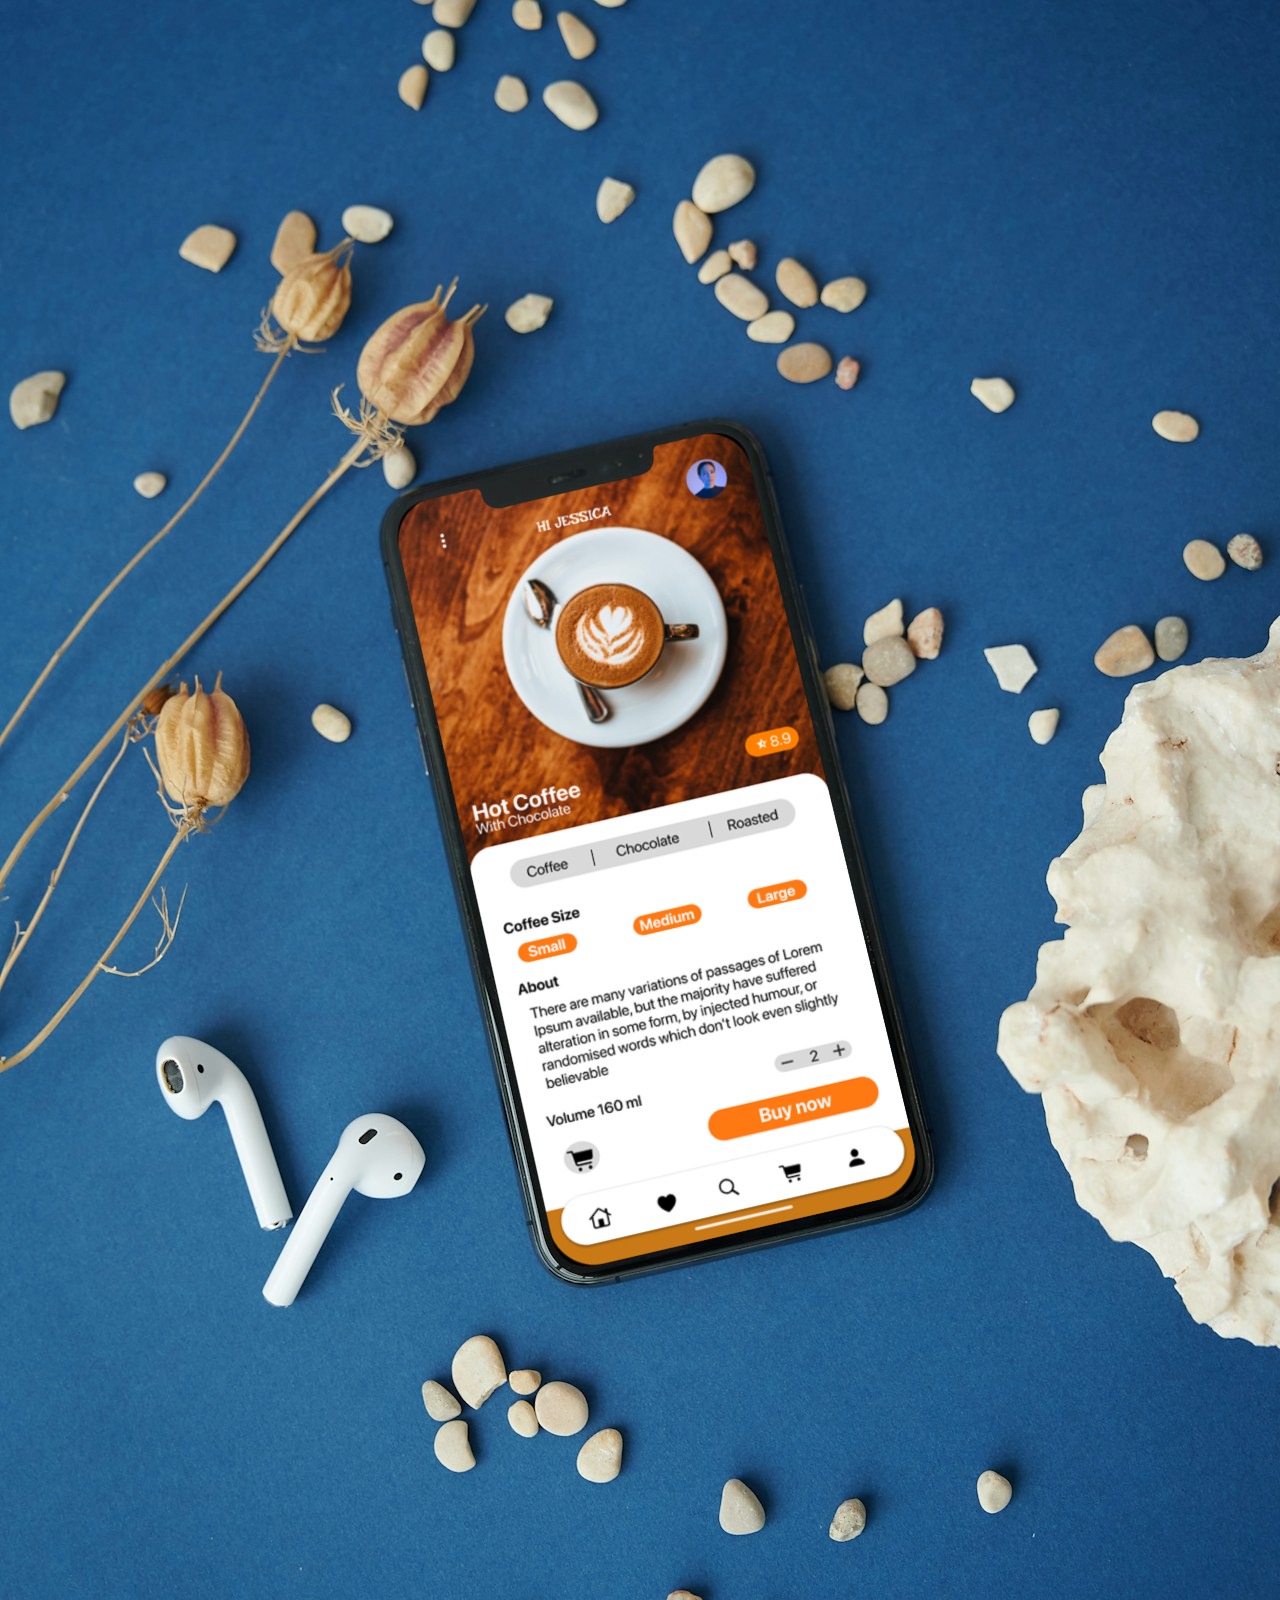 HI JESSICA
8.9
Hot Coffee
With Chocolate
Coffee | Chocolate | Roasted
Coffee Size
Small Medium Large
About
There are many variations of passages of Lorem
Ipsum available, but the majority have suffered
alteration in some form, by injected humour, or
randomised words which don't look even slightly
believable
2
Volume 160 ml
Buy now